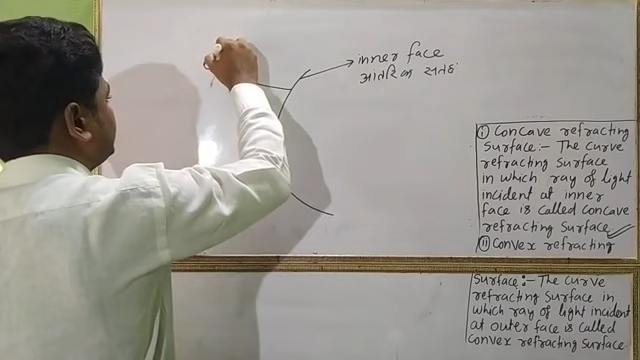 inner face
आंतरिक सतह
(i) Concave refracting
Surface:- The curve
refracting surface
in which ray of light
incident at inner
face is called concave
refracting surface
(ii) Convex refracting
Surface:- The curve
refracting surface in
which ray of light incident
at outer face is called
convex refracting surface.